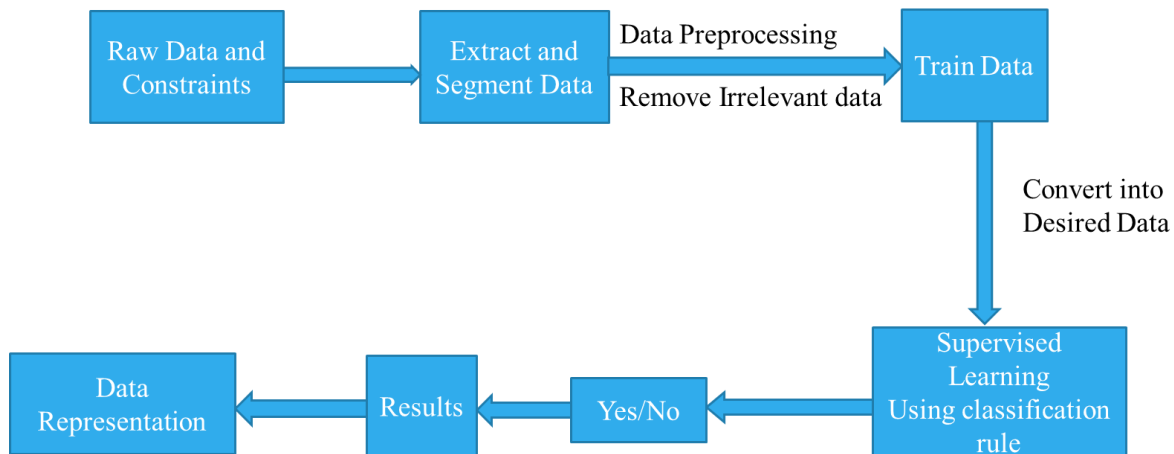 Raw Data and
Constraints
Extract and
Segment Data
Data Preprocessing
Remove Irrelevant data
Train Data
Convert into
Desired Data
Supervised
Learning
Using classification
rule
Yes/No
Results
Data
Representation